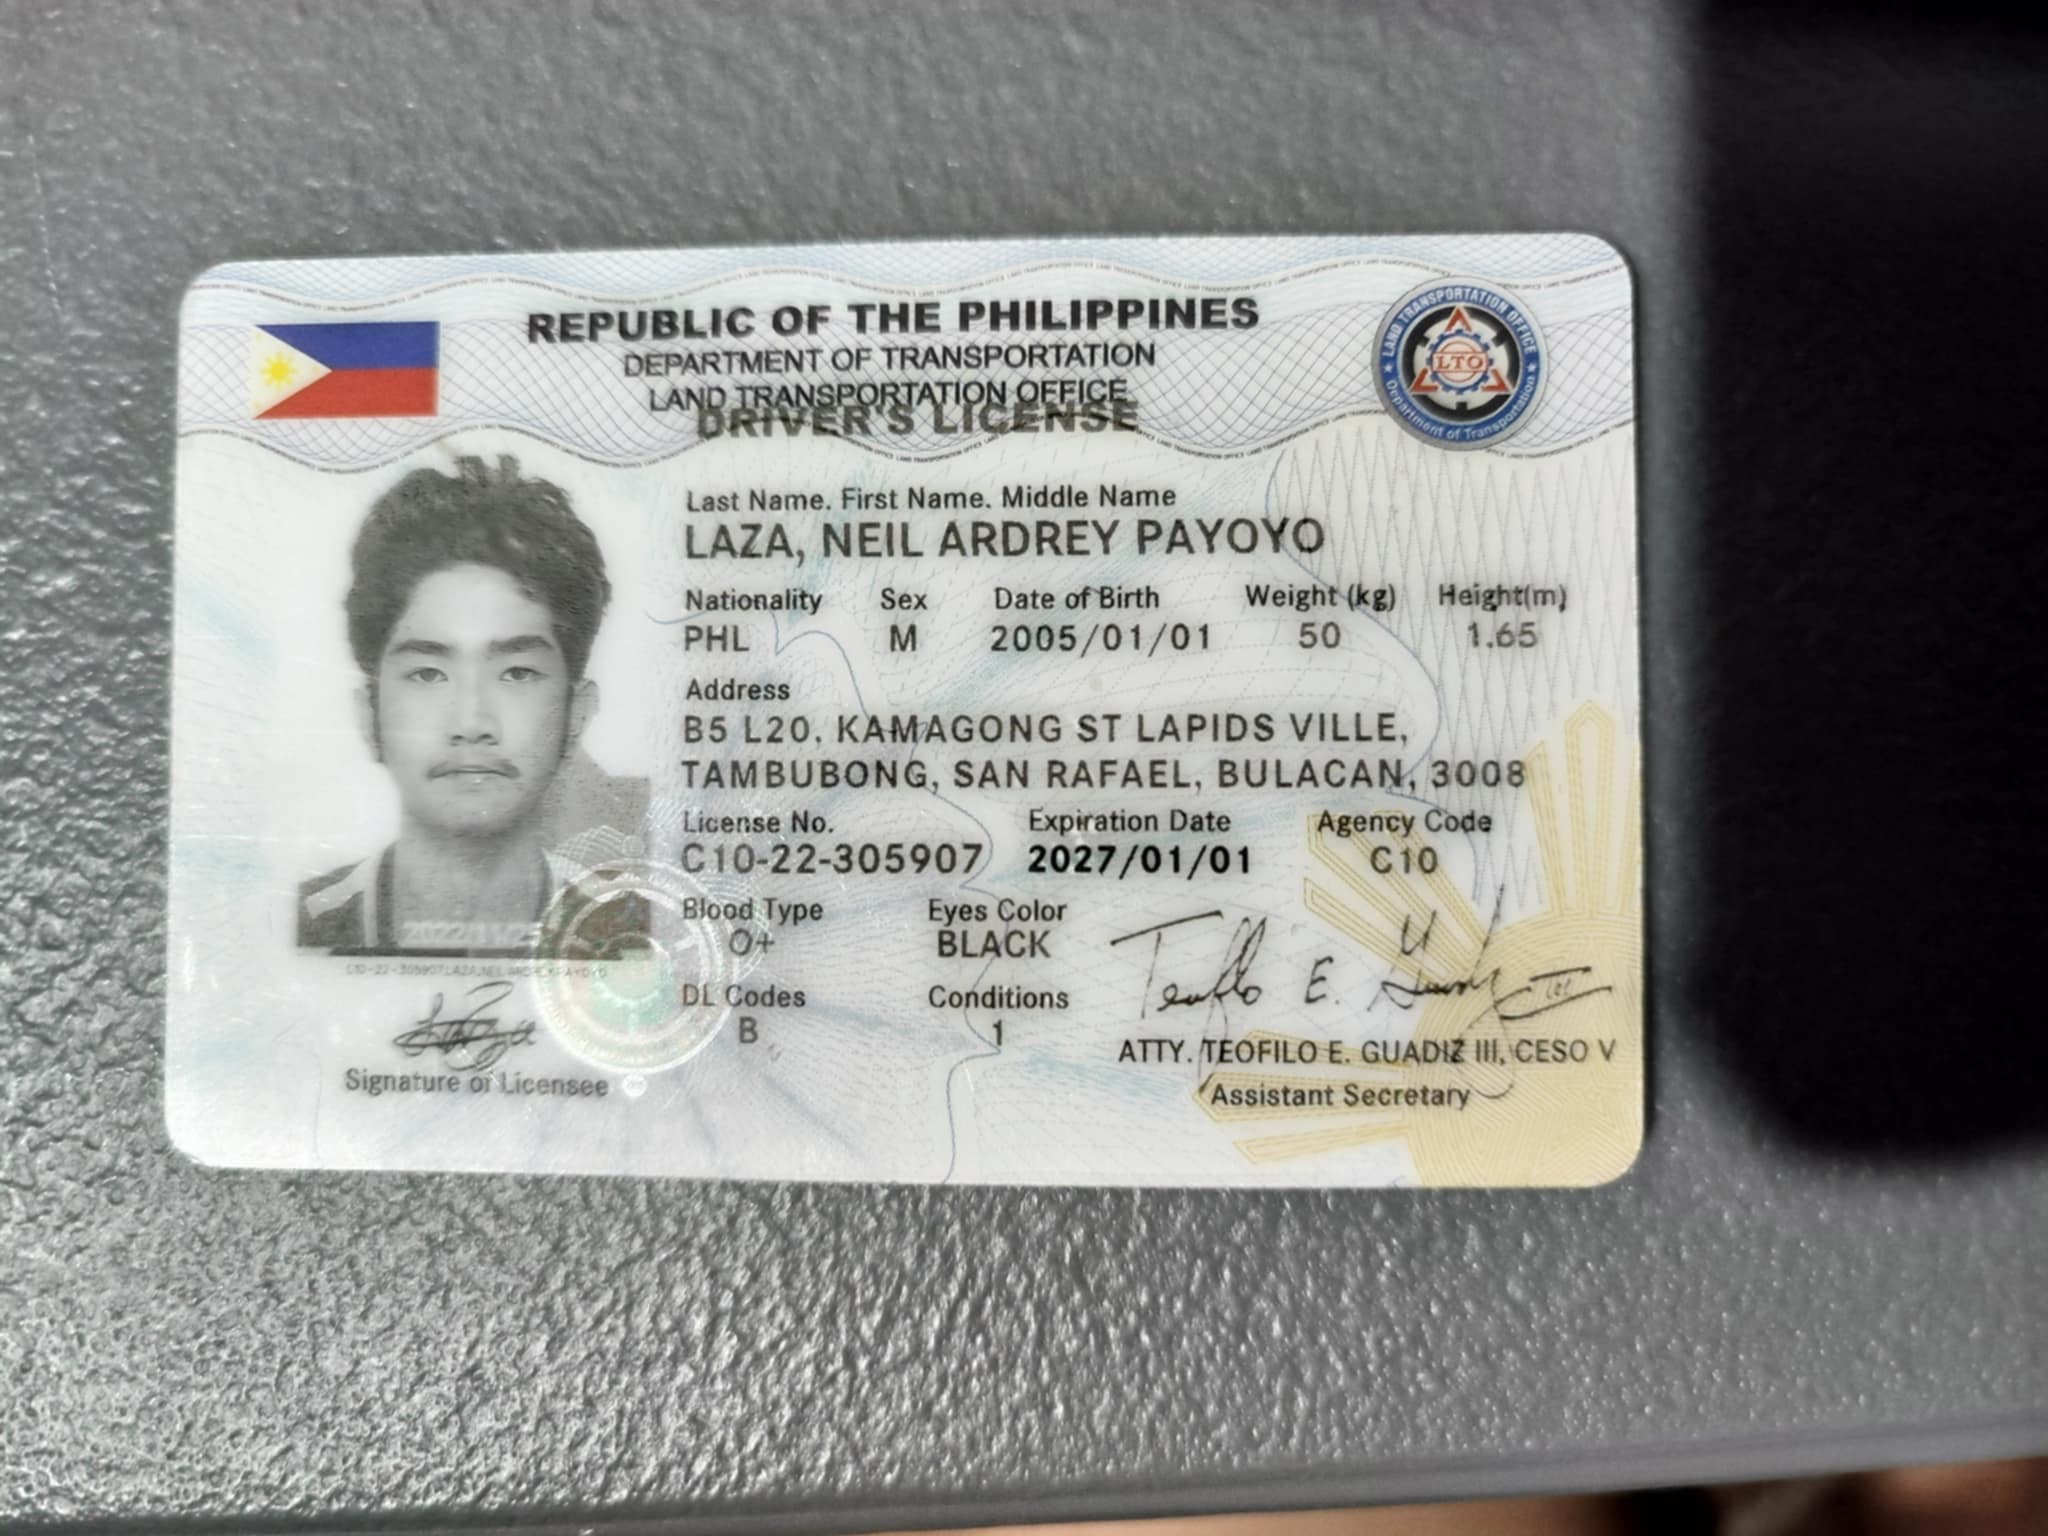 REPUBLIC OF THE PHILIPPINES
DEPARTMENT OF TRANSPORTATION
LAND TRANSPORTATION OFFICE
DRIVER'S LICENSE
LAND TRANSPORTATION OFFICE
LTO
Department of Transportation
Last Name. First Name. Middle Name
LAZA, NEIL ARDREY PAYOYO
Nationality Sex Date of Birth Weight (kg) Height(m)
PHL M 2005/01/01 50 1.65
Address
B5 L20, KAMAGONG ST LAPIDS VILLE,
TAMBUBONG, SAN RAFAEL, BULACAN, 3008
License No. Expiration Date Agency Code
C10-22-305907 2027/01/01 C10
Blood Type Eyes Color
O+ BLACK
DL Codes Conditions
B 1
C10-22-305907LAZA,NEIL ARDREY PAYOYO
Signature of Licensee
Teofilo E. Guadiz III
ATTY. TEOFILO E. GUADIZ III, CESO V
Assistant Secretary